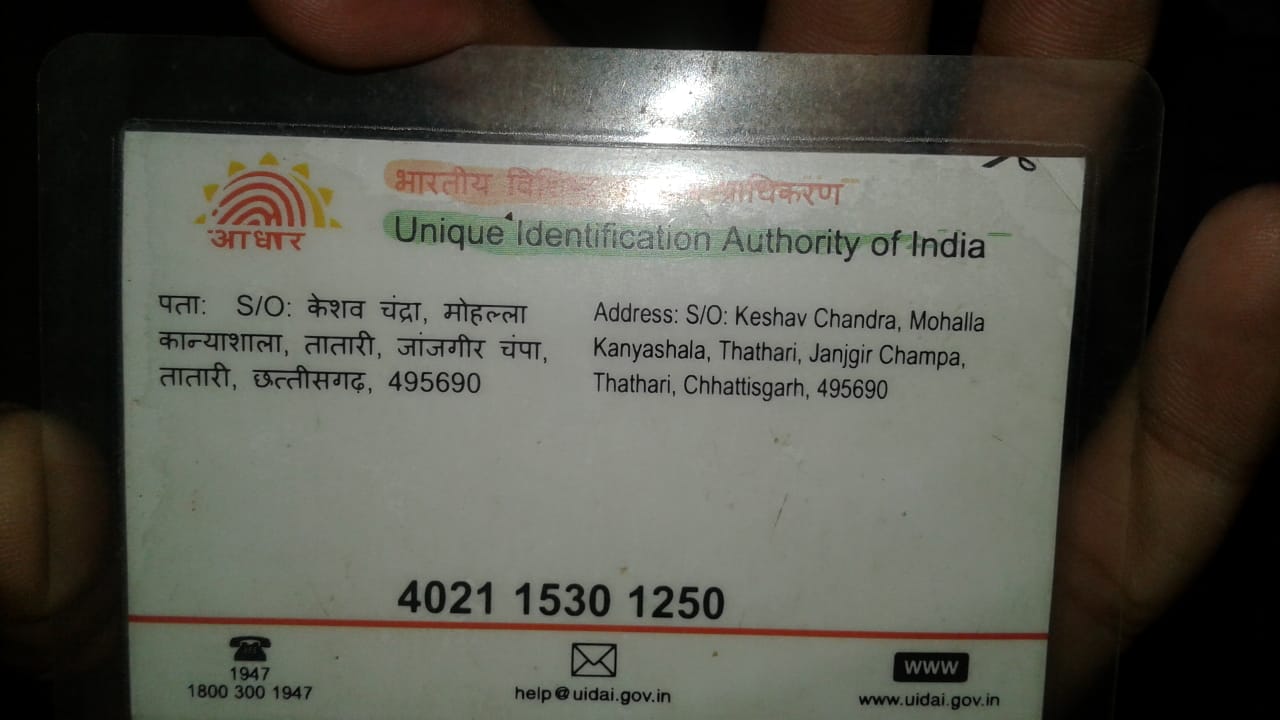 आधार
भारतीय
Unique Identification Authority of India
पता: S/O: केशव चंद्रा, मोहल्ला
कान्याशाला, तातारी, जांजगीर चंपा,
तातारी, छत्तीसगढ़, 495690
Address: S/O: Keshav Chandra, Mohalla
Kanyashala, Thathari, Janjgir Champa,
Thathari, Chhattisgarh, 495690
4021 1530 1250
1947
1800 300 1947
help@uidai.gov.in
WWW
www.uidai.gov.in